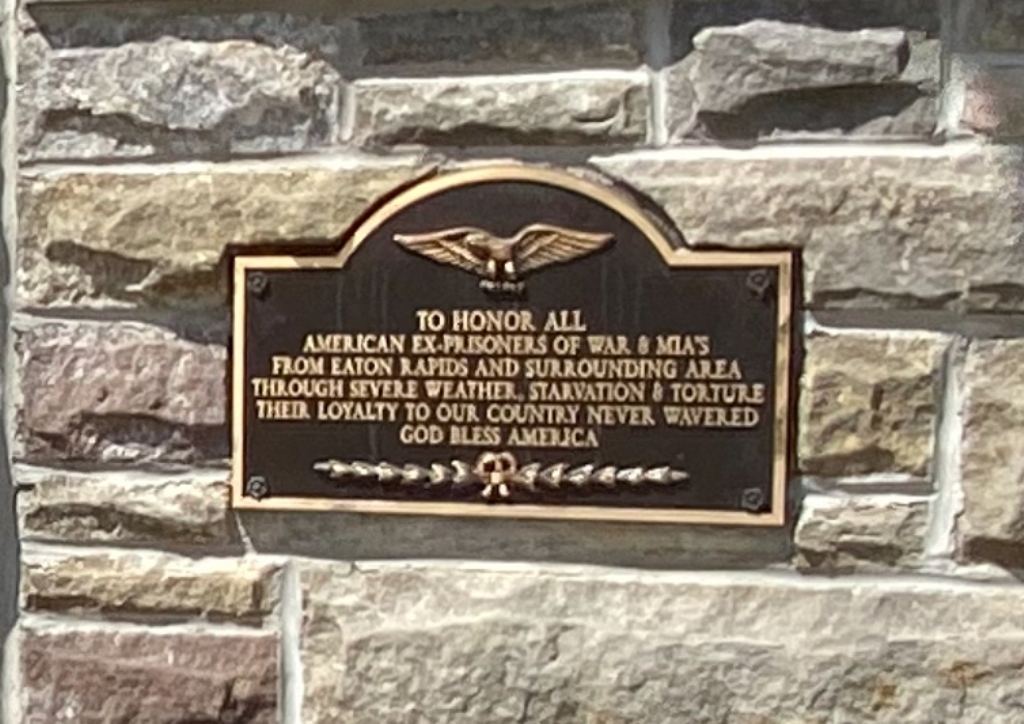 TO HONOR ALL
AMERICAN EX-PRISONERS OF WAR & MIA'S
FROM EATON RAPIDS AND SURROUNDING AREA
THROUGH SEVERE WEATHER, STARVATION & TORTURE
THEIR LOYALTY TO OUR COUNTRY NEVER WAVERED
GOD BLESS AMERICA